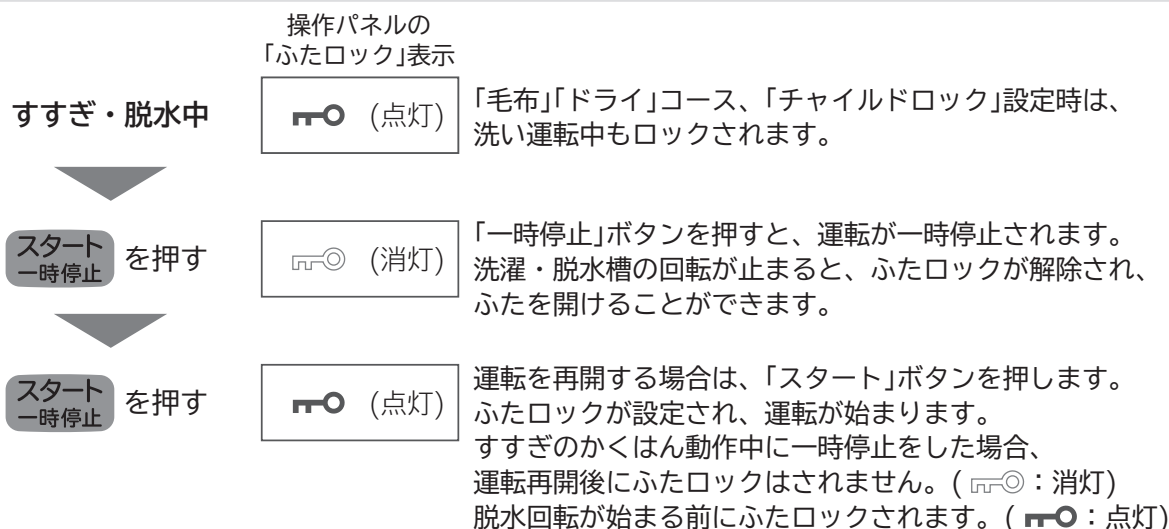 操作パネルの
「ふたロック」表示
すすぎ・脱水中
(点灯)
「毛布」「ドライ」コース、「チャイルドロック」設定時は、
洗い運転中もロックされます。
スタート
一時停止
を押す
(消灯)
「一時停止」ボタンを押すと、運転が一時停止されます。
洗濯・脱水槽の回転が止まると、ふたロックが解除され、
ふたを開けることができます。
スタート
一時停止
を押す
(点灯)
運転を再開する場合は、「スタート」ボタンを押します。
ふたロックが設定され、運転が始まります。
すすぎのかくはん動作中に一時停止をした場合、
運転再開後にふたロックはされません。( :消灯)
脱水回転が始まる前にふたロックされます。( :点灯)